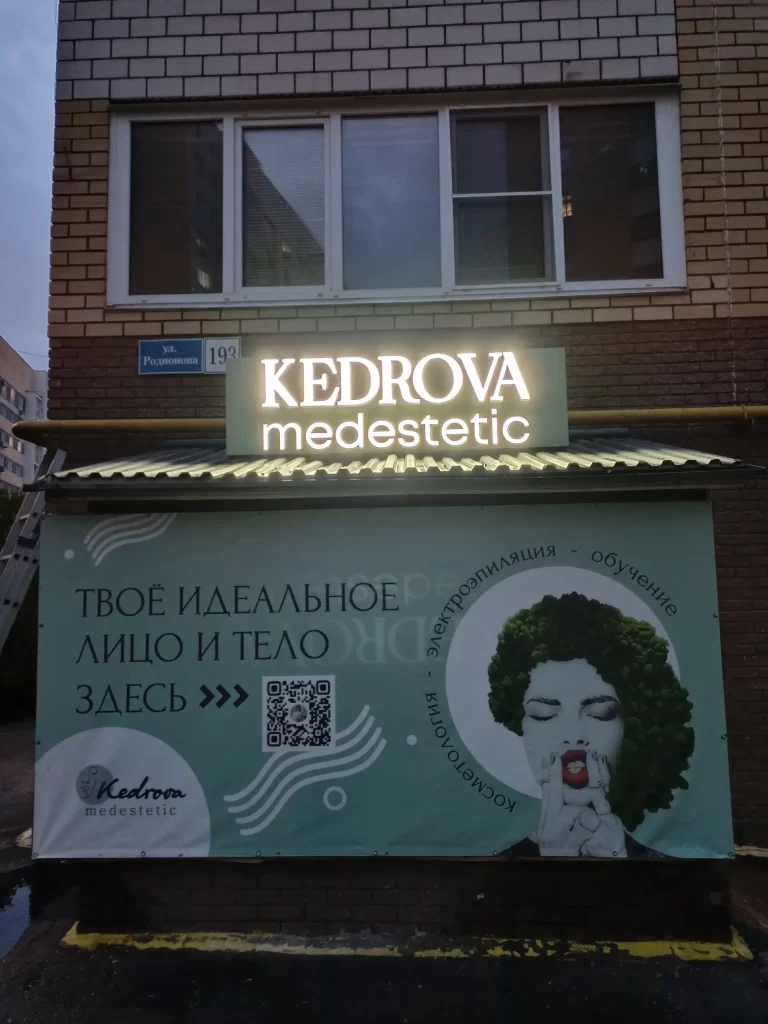 ул.
Родионова
193
KEDROVA
medestetic
ТВОЁ ИДЕАЛЬНОЕ
ЛИЦО И ТЕЛО
ЗДЕСЬ >>>
косметология - электроэпиляция - обучение
Kedrova
medestetic